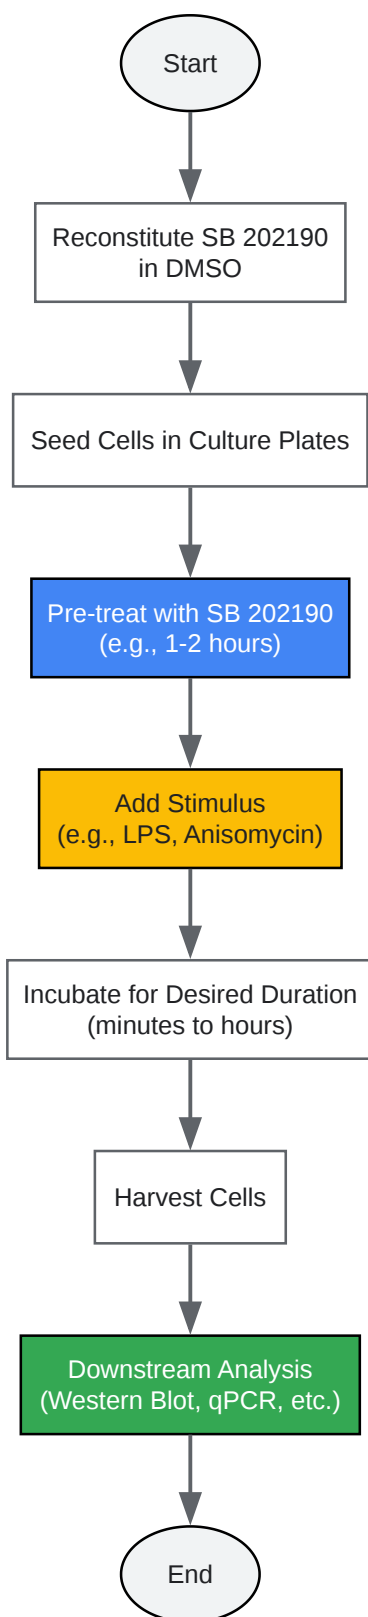 Start
Reconstitute SB 202190
in DMSO
Seed Cells in Culture Plates
Pre-treat with SB 202190
(e.g., 1-2 hours)
Add Stimulus
(e.g., LPS, Anisomycin)
Incubate for Desired Duration
(minutes to hours)
Harvest Cells
Downstream Analysis
(Western Blot, qPCR, etc.)
End